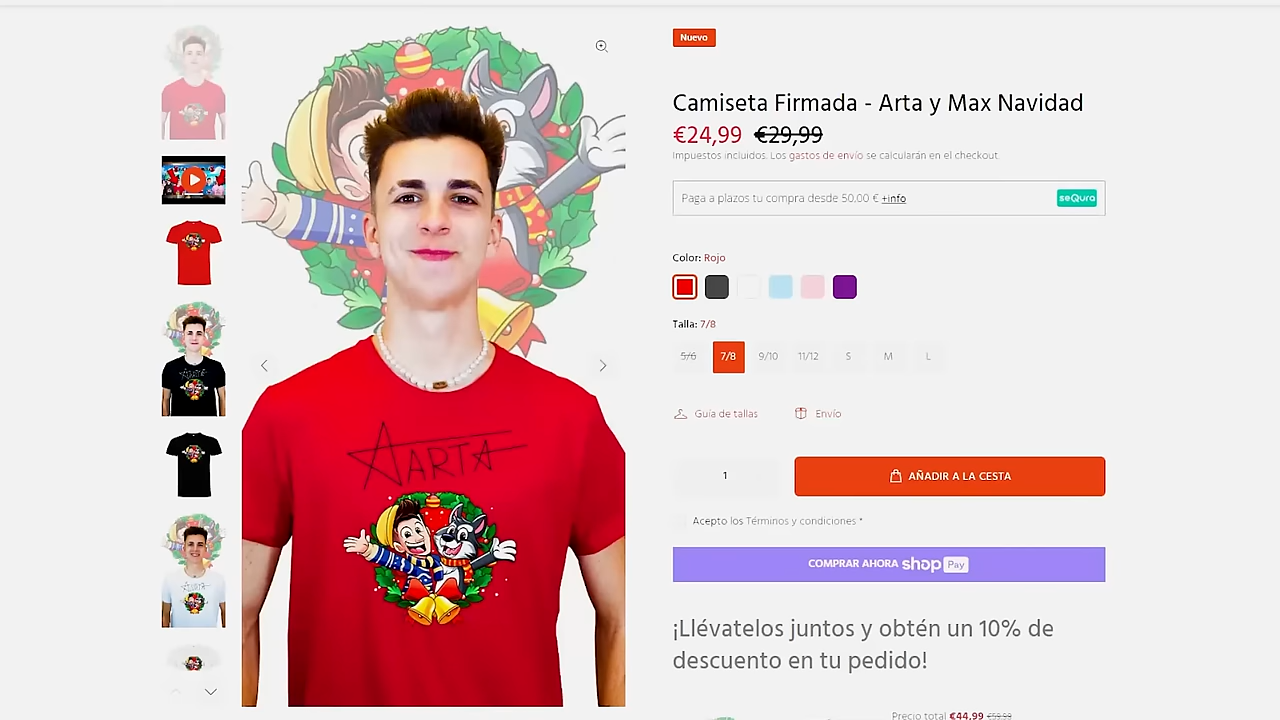 Nuevo
Camiseta Firmada - Arta y Max Navidad
€24,99 €29,99
Impuestos incluidos. Los gastos de envío se calcularán en el checkout.
Paga a plazos tu compra desde 50,00 € +info
seQura
Color: Rojo
Talla: 7/8
5/6 7/8 9/10 11/12 S M L
Guía de tallas
Envío
1
AÑADIR A LA CESTA
Acepto los Términos y condiciones *
COMPRAR AHORA shop Pay
¡Llévatelos juntos y obtén un 10% de
descuento en tu pedido!
Precio total €44,99 €59,99
ARTA